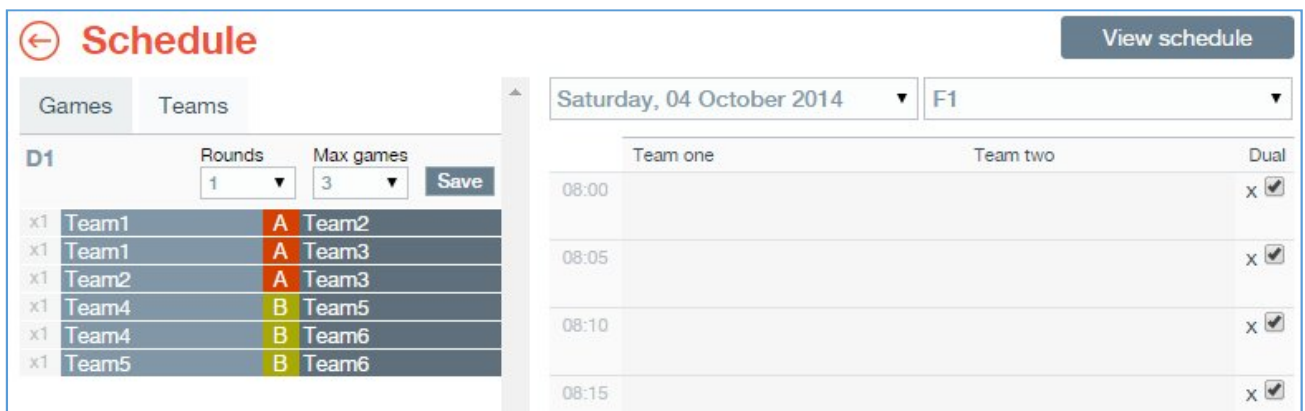 Schedule
View schedule
Games Teams
D1 Rounds Max games
1 3 Save
x1 Team1 A Team2
x1 Team1 A Team3
x1 Team2 A Team3
x1 Team4 B Team5
x1 Team4 B Team6
x1 Team5 B Team6
Saturday, 04 October 2014 F1
Team one Team two Dual
08:00 x
08:05 x
08:10 x
08:15 x